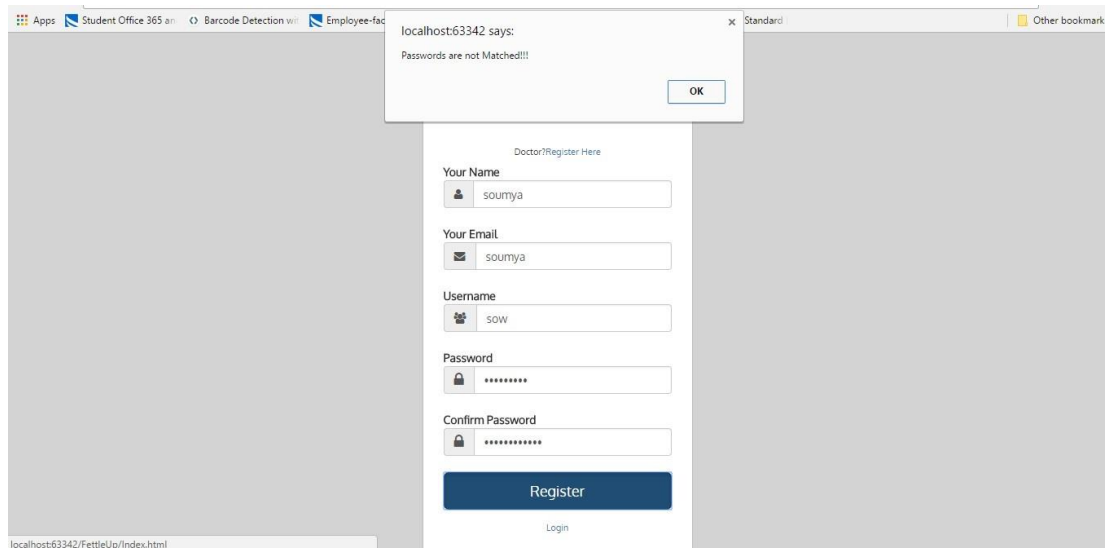 Apps Student Office 365 an Barcode Detection wit Employee-fac Standard Other bookmark
localhost:63342 says:
Passwords are not Matched!!!
OK
Doctor?Register Here
Your Name
soumya
Your Email
soumya
Username
sow
Password
•••••••••
Confirm Password
••••••••••••
Register
Login
localhost:63342/FettleUp/Index.html